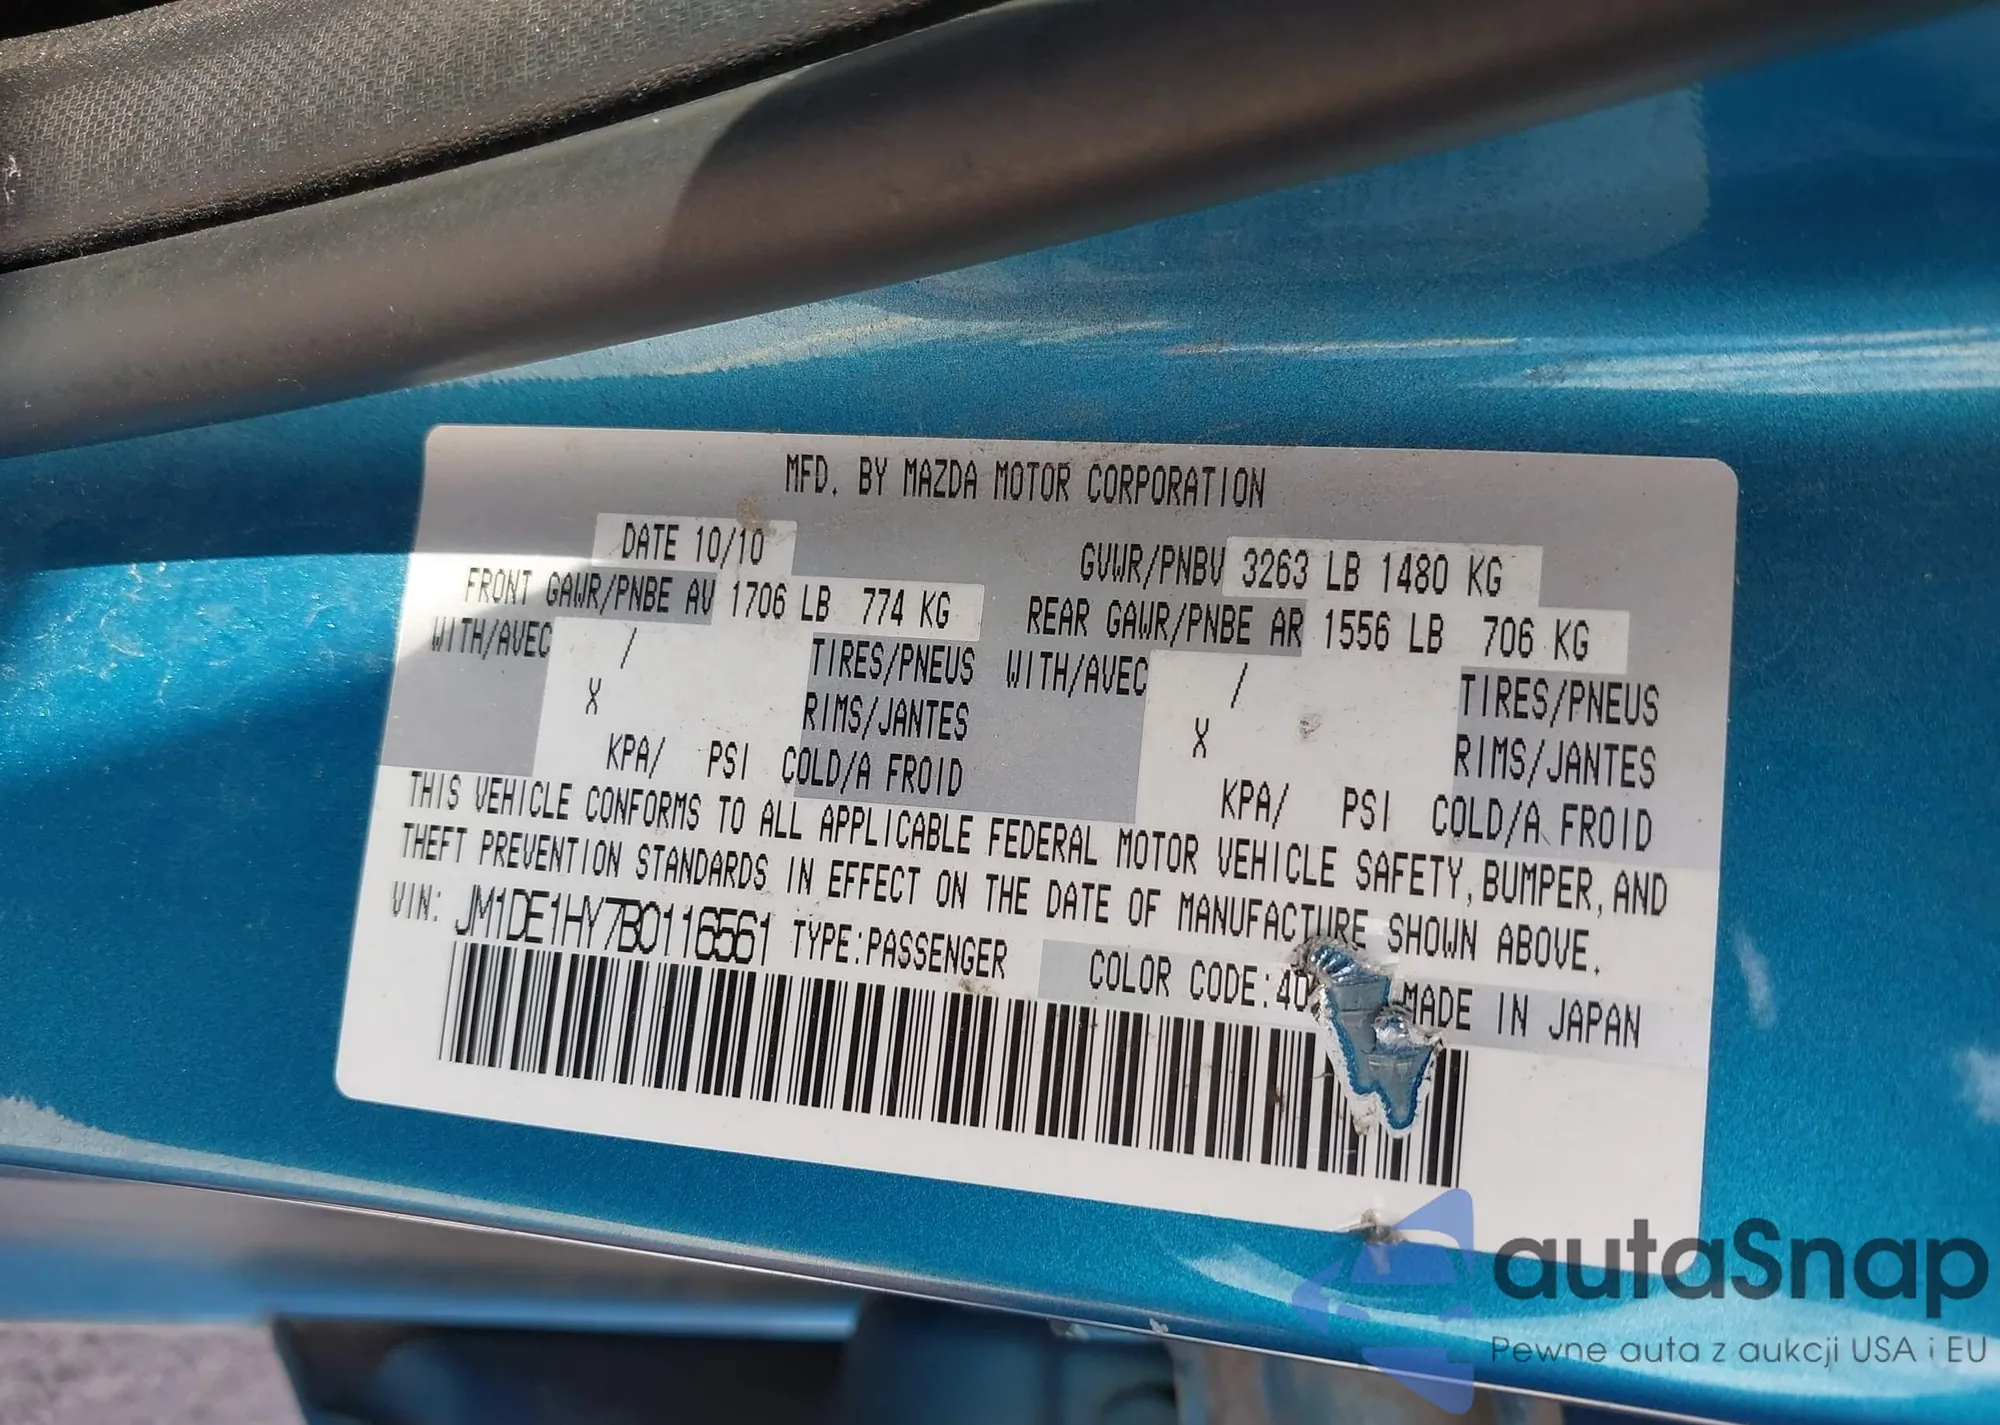 MFD. BY MAZDA MOTOR CORPORATION
DATE 10/10 GVWR/PNBV 3263 LB 1480 KG
FRONT GAWR/PNBE AV 1706 LB 774 KG REAR GAWR/PNBE AR 1556 LB 706 KG
WITH/AVEC / TIRES/PNEUS WITH/AVEC / TIRES/PNEUS
X RIMS/JANTES X RIMS/JANTES
KPA/ PSI COLD/A FROID KPA/ PSI COLD/A FROID
THIS VEHICLE CONFORMS TO ALL APPLICABLE FEDERAL MOTOR VEHICLE SAFETY, BUMPER, AND
THEFT PREVENTION STANDARDS IN EFFECT ON THE DATE OF MANUFACTURE SHOWN ABOVE.
VIN: JM1DE1HY7B0116561 TYPE:PASSENGER COLOR CODE:40 MADE IN JAPAN
autaSnap
Pewne auta z aukcji USA i EU